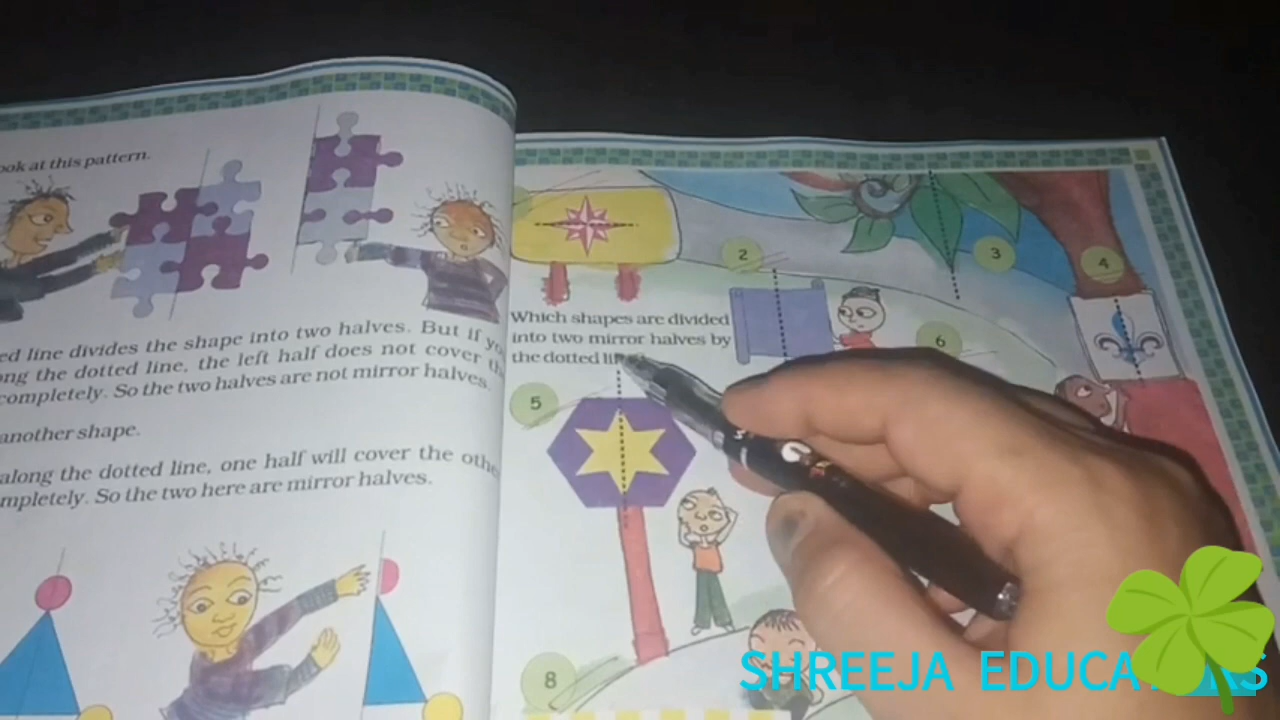 ook at this pattern.
ed line divides the shape into two halves. But if yo
ong the dotted line, the left half does not cover th
completely. So the two halves are not mirror halves.
another shape.
along the dotted line, one half will cover the othe
mpletely. So the two here are mirror halves.
2
3
4
Which shapes are divided
into two mirror halves by
the dotted li
6
5
8
SHREEJA EDUCATORS